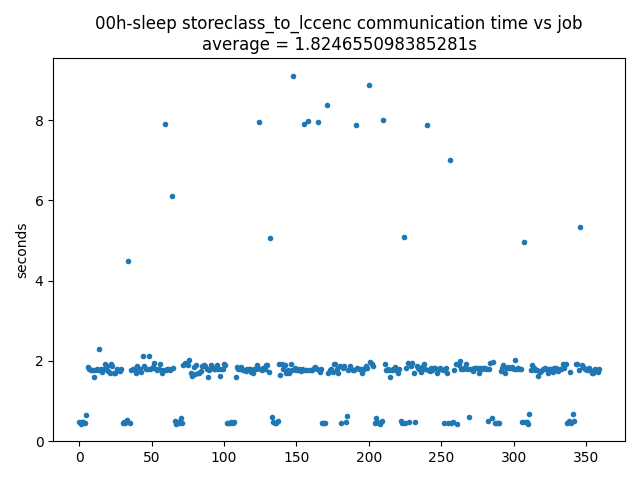 00h-sleep storeclass_to_lccenc communication time vs job
average = 1.824655098385281s
8
6
seconds
4
2
0
0 50 100 150 200 250 300 350